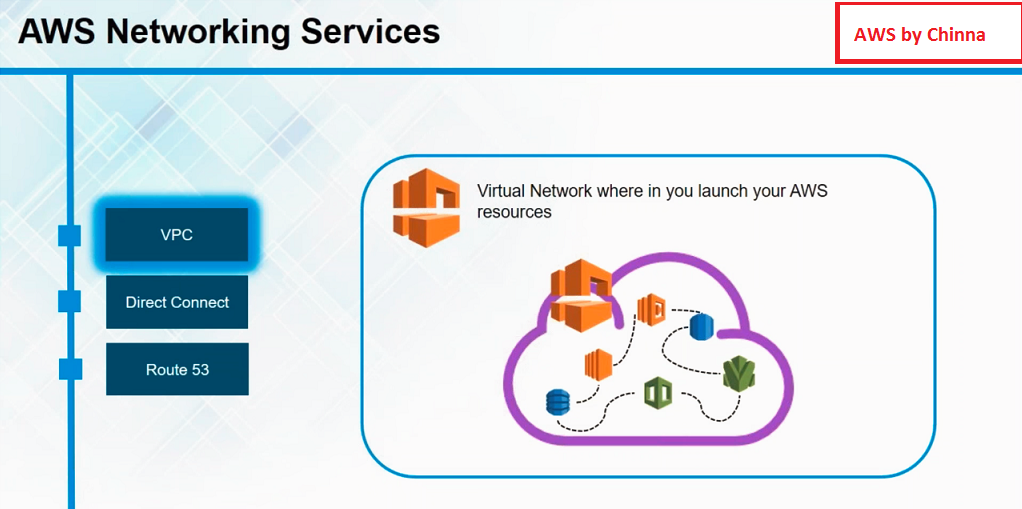 AWS Networking Services
AWS by Chinna
VPC
Direct Connect
Route 53
Virtual Network where in you launch your AWS
resources